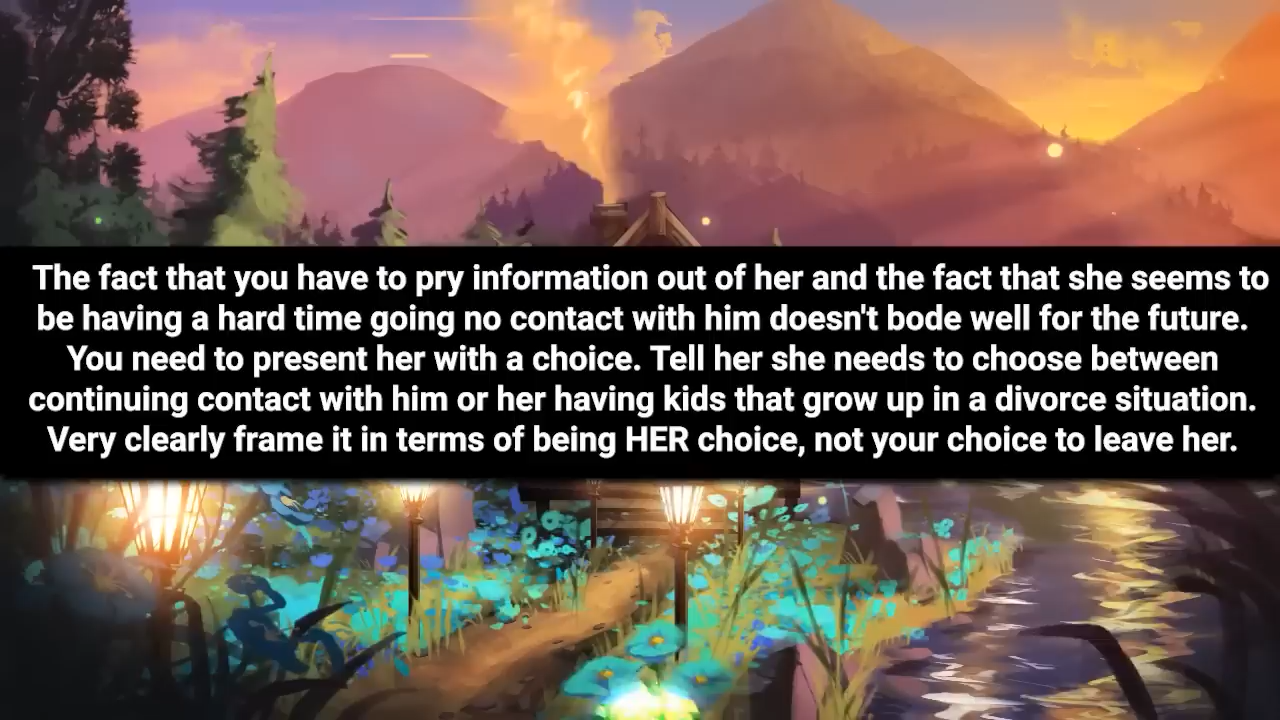 The fact that you have to pry information out of her and the fact that she seems to
be having a hard time going no contact with him doesn't bode well for the future.
You need to present her with a choice. Tell her she needs to choose between
continuing contact with him or her having kids that grow up in a divorce situation.
Very clearly frame it in terms of being HER choice, not your choice to leave her.